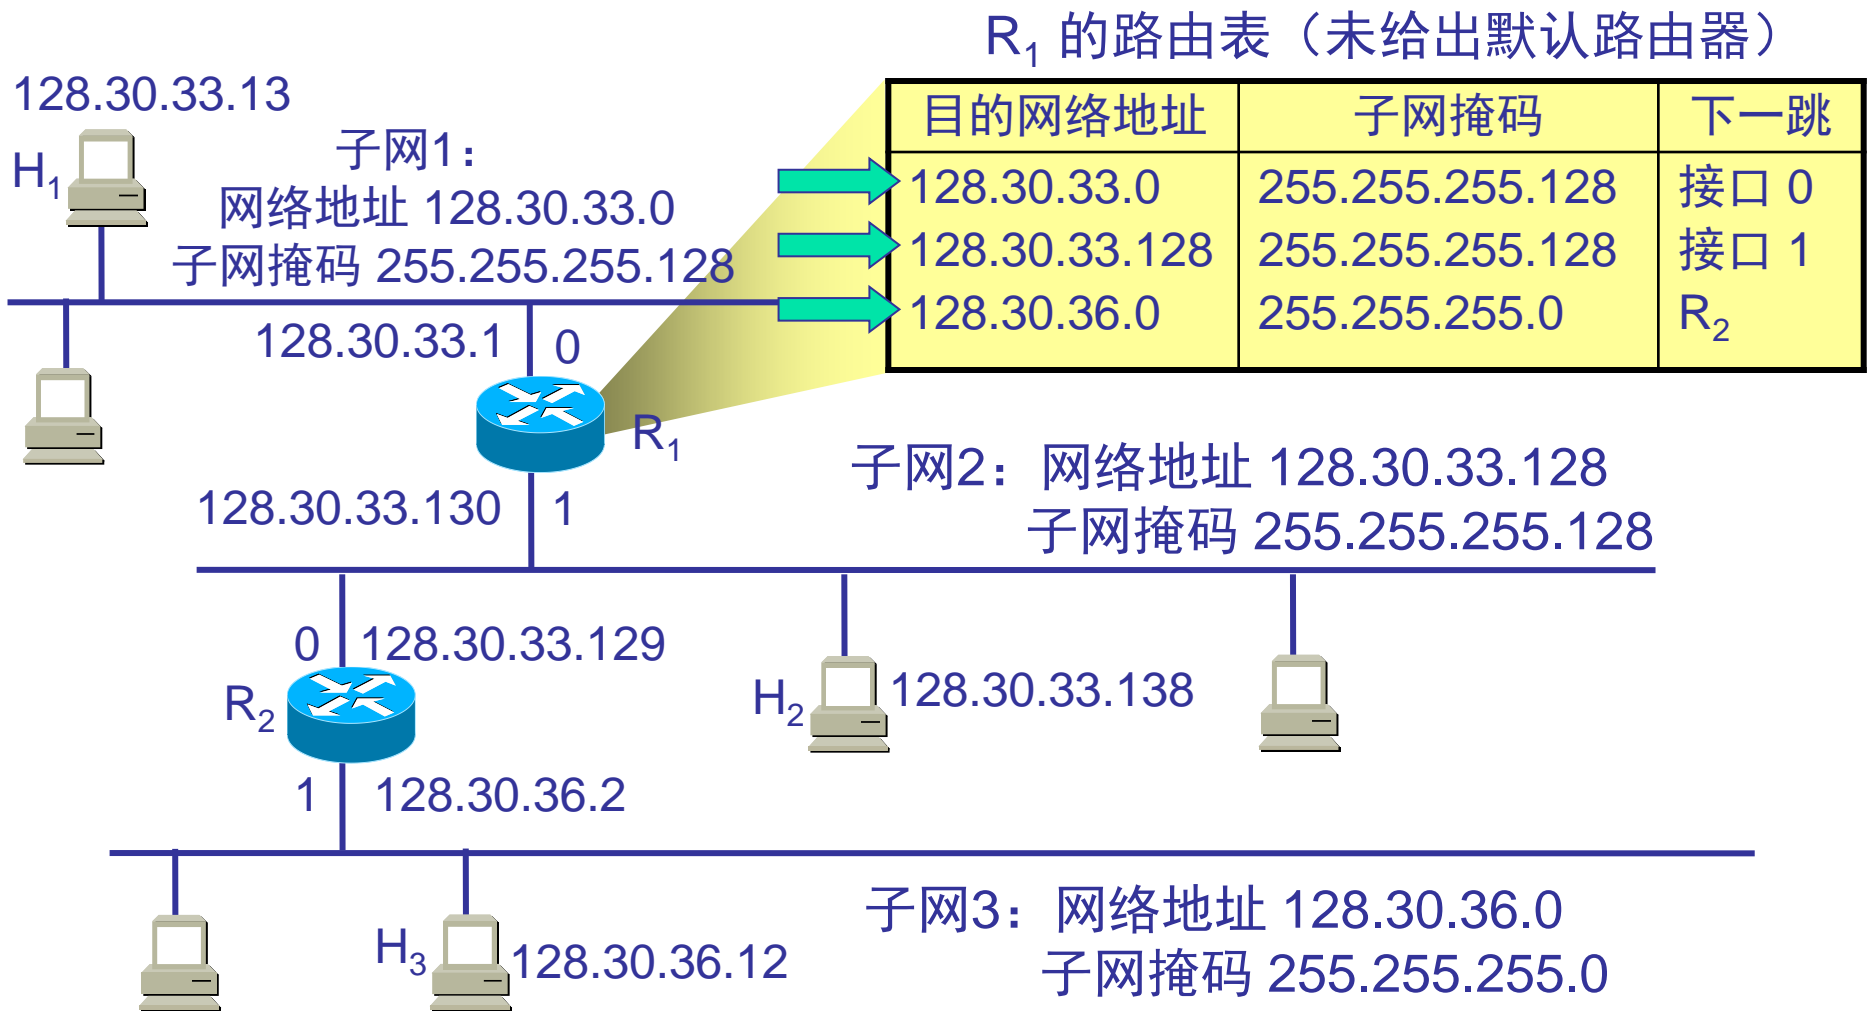 R₁ 的路由表（未给出默认路由器）
目的网络地址 子网掩码 下一跳
128.30.33.0 255.255.255.128 接口 0
128.30.33.128 255.255.255.128 接口 1
128.30.36.0 255.255.255.0 R₂
128.30.33.13
H₁
子网1：
网络地址 128.30.33.0
子网掩码 255.255.255.128
128.30.33.1 0
R₁
128.30.33.130 1
子网2：网络地址 128.30.33.128
子网掩码 255.255.255.128
0 128.30.33.129
R₂
H₂ 128.30.33.138
1 128.30.36.2
子网3：网络地址 128.30.36.0
子网掩码 255.255.255.0
H₃ 128.30.36.12